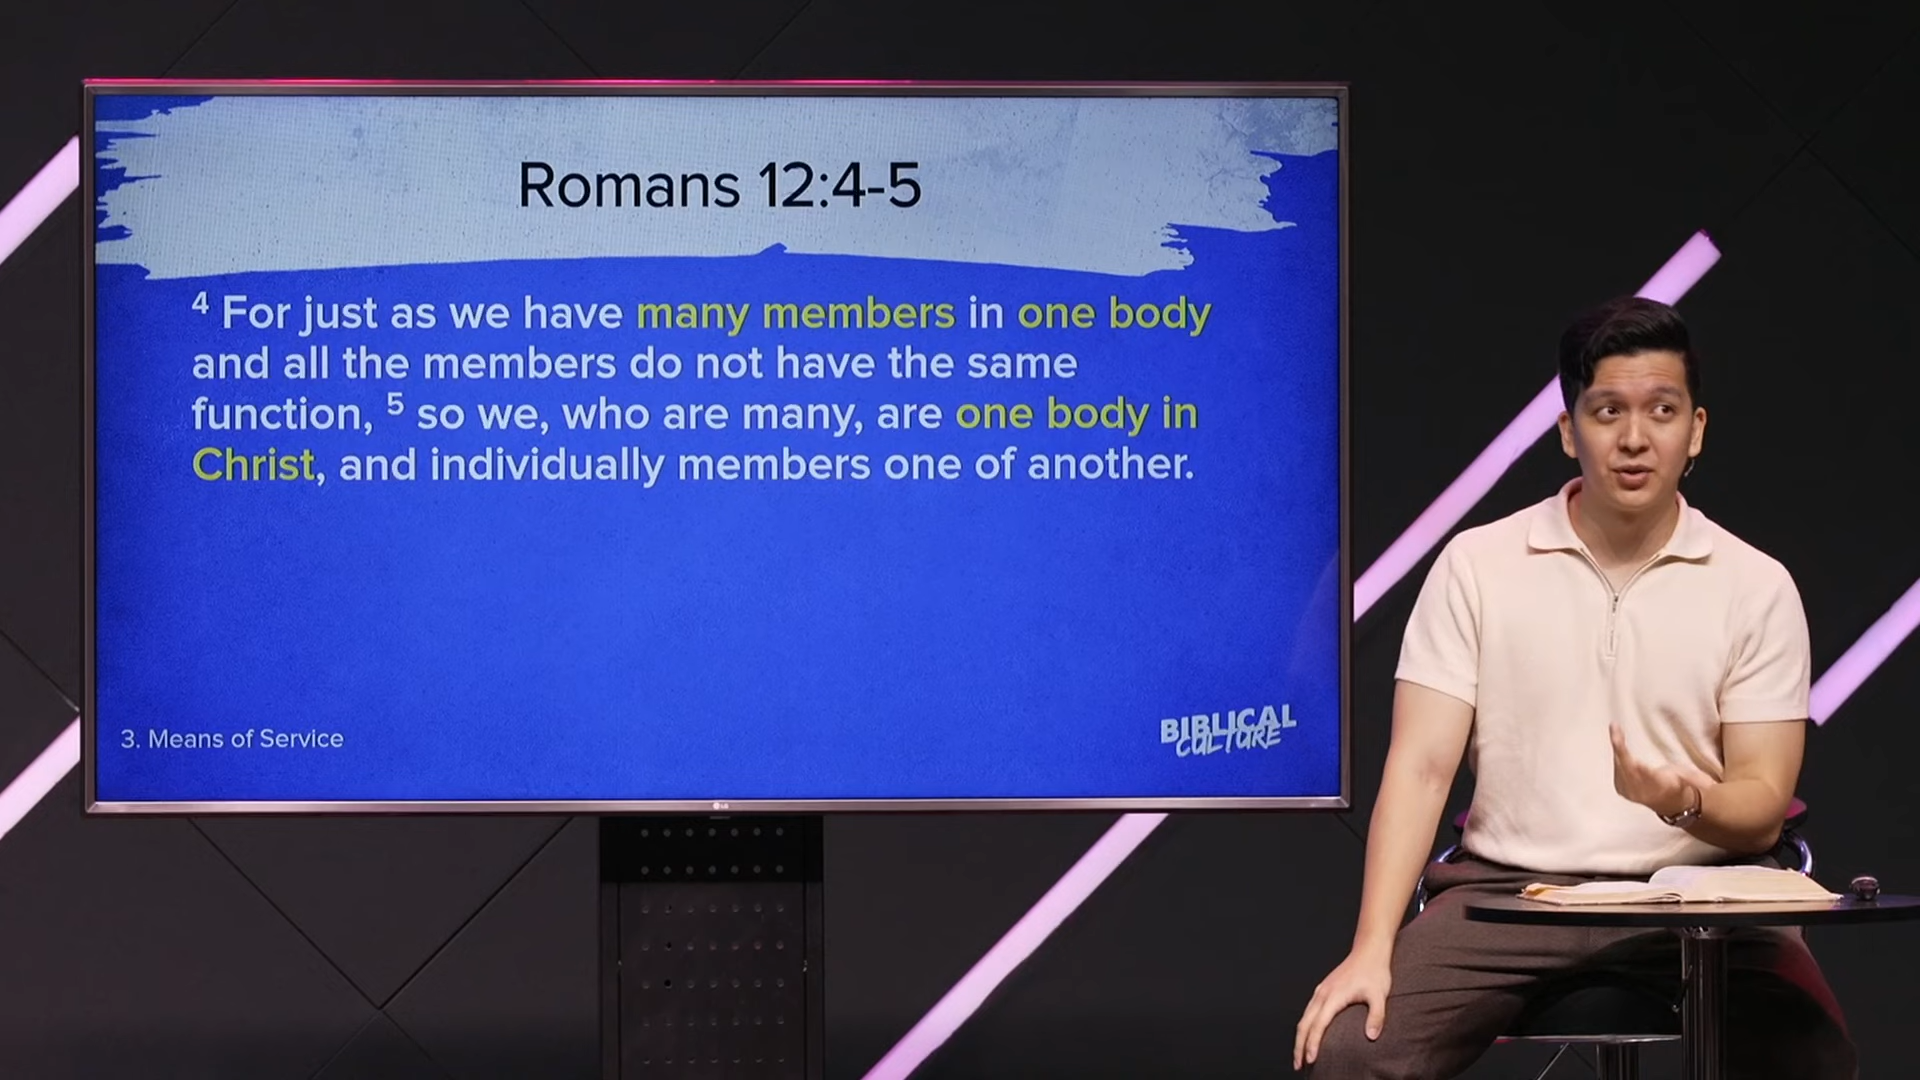 Romans 12:4-5
4 For just as we have many members in one body
and all the members do not have the same
function, 5 so we, who are many, are one body in
Christ, and individually members one of another.
3. Means of Service
BIBLICAL
CULTURE
LG